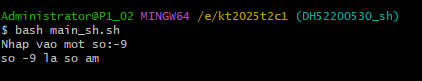 Administrator@P1_02 MINGW64 /e/kt2025t2c1 (DH52200530_sh)
$ bash main_sh.sh
Nhap vao mot so:-9
so -9 la so am